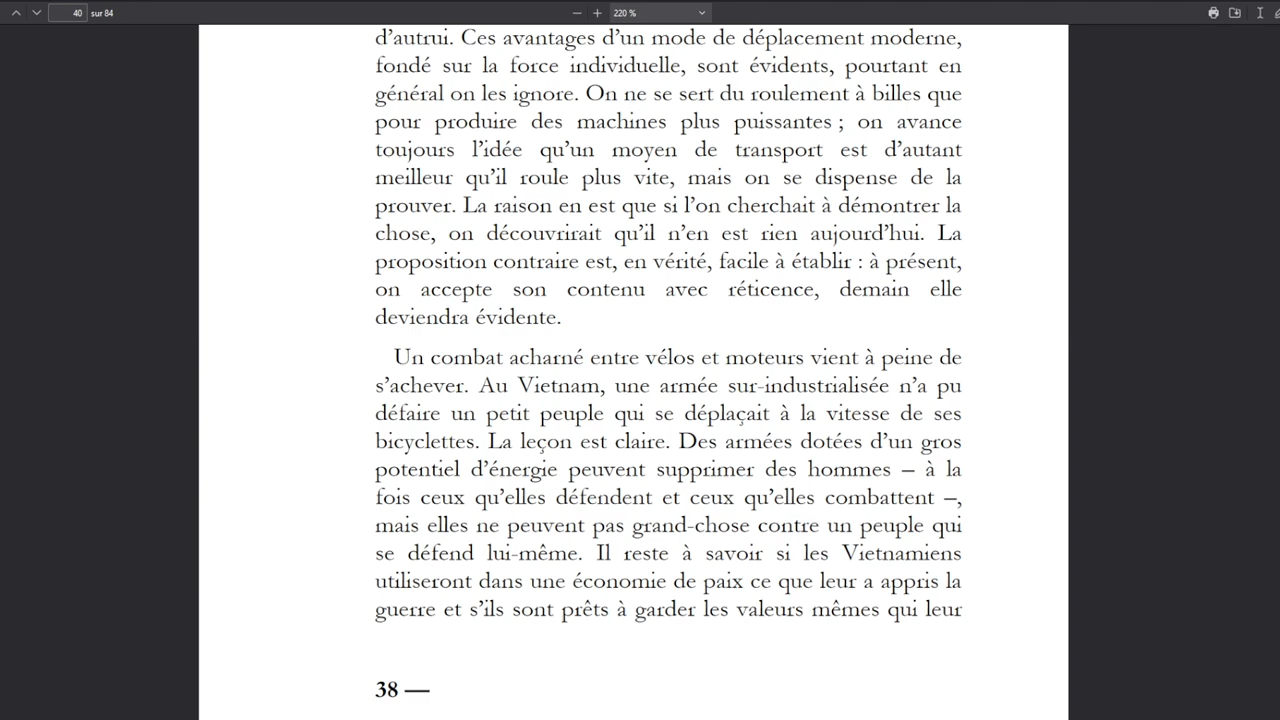 40 sur 84
220 %
d’autrui. Ces avantages d’un mode de déplacement moderne,
fondé sur la force individuelle, sont évidents, pourtant en
général on les ignore. On ne se sert du roulement à billes que
pour produire des machines plus puissantes ; on avance
toujours l’idée qu’un moyen de transport est d’autant
meilleur qu’il roule plus vite, mais on se dispense de la
prouver. La raison en est que si l’on cherchait à démontrer la
chose, on découvrirait qu’il n’en est rien aujourd’hui. La
proposition contraire est, en vérité, facile à établir : à présent,
on accepte son contenu avec réticence, demain elle
deviendra évidente.
Un combat acharné entre vélos et moteurs vient à peine de
s’achever. Au Vietnam, une armée sur-industrialisée n’a pu
défaire un petit peuple qui se déplaçait à la vitesse de ses
bicyclettes. La leçon est claire. Des armées dotées d’un gros
potentiel d’énergie peuvent supprimer des hommes – à la
fois ceux qu’elles défendent et ceux qu’elles combattent –,
mais elles ne peuvent pas grand-chose contre un peuple qui
se défend lui-même. Il reste à savoir si les Vietnamiens
utiliseront dans une économie de paix ce que leur a appris la
guerre et s’ils sont prêts à garder les valeurs mêmes qui leur
38 —